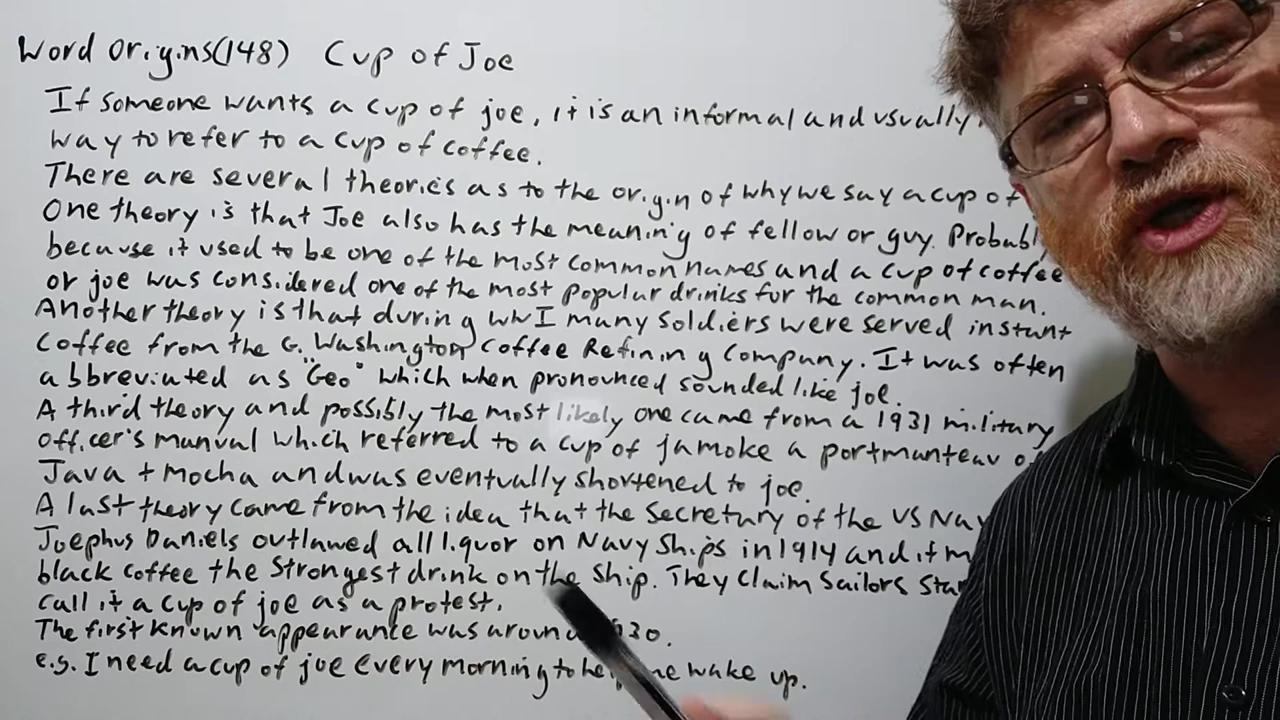 Word Origins(148) Cup of Joe
If someone wants a cup of joe, it is an informal and usually
way to refer to a cup of coffee.
There are several theories as to the origin of why we say a cup of
One theory is that Joe also has the meaning of fellow or guy. Probabl
because it used to be one of the most common names and a cup of coffee
or joe was considered one of the most popular drinks for the common man.
Another theory is that during WWI many soldiers were served instant
Coffee from the G. Washington Coffee Refining Company. It was often
abbreviated as "Geo" which when pronounced sounded like joe.
A third theory and possibly the most likely one came from a 1931 military
officer's manual which referred to a cup of jamoke a portmanteau o
Java + Mocha and was eventually shortened to joe.
A last theory came from the idea that the Secretary of the US Nav
Joephus Daniels outlawed all liquor on Navy Ships in 1914 and it m
black coffee the strongest drink on the ship. They claim Sailors Star
call it a cup of joe as a protest.
The first known appearance was around 1930.
e.g. I need a cup of joe every morning to help me wake up.